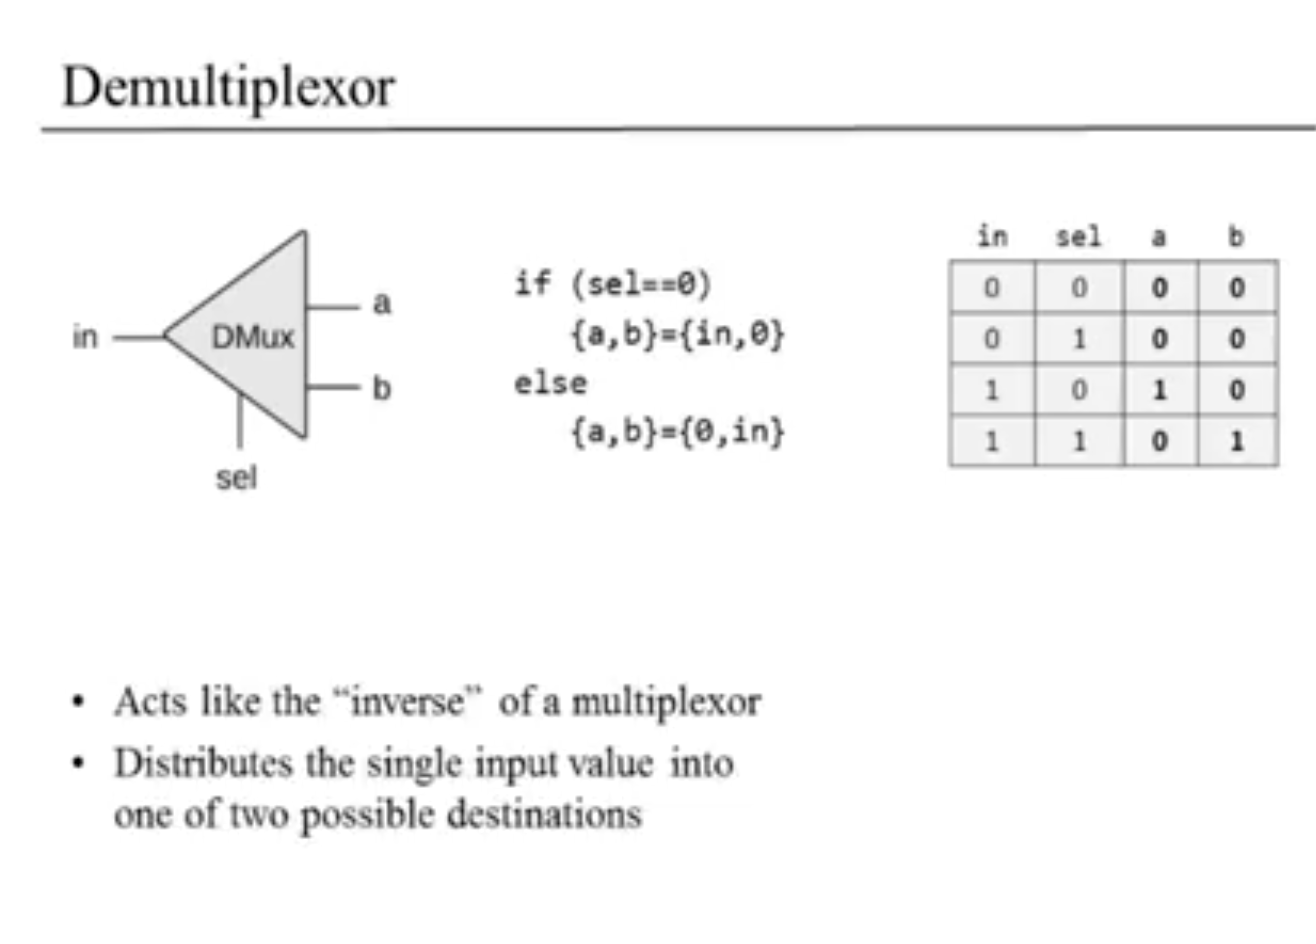 Demultiplexor
in
DMux
a
b
sel
if (sel==0)
{a,b}={in,0}
else
{a,b}={0,in}
in sel a b
0 0 0 0
0 1 0 0
1 0 1 0
1 1 0 1
• Acts like the “inverse” of a multiplexor
• Distributes the single input value into
one of two possible destinations